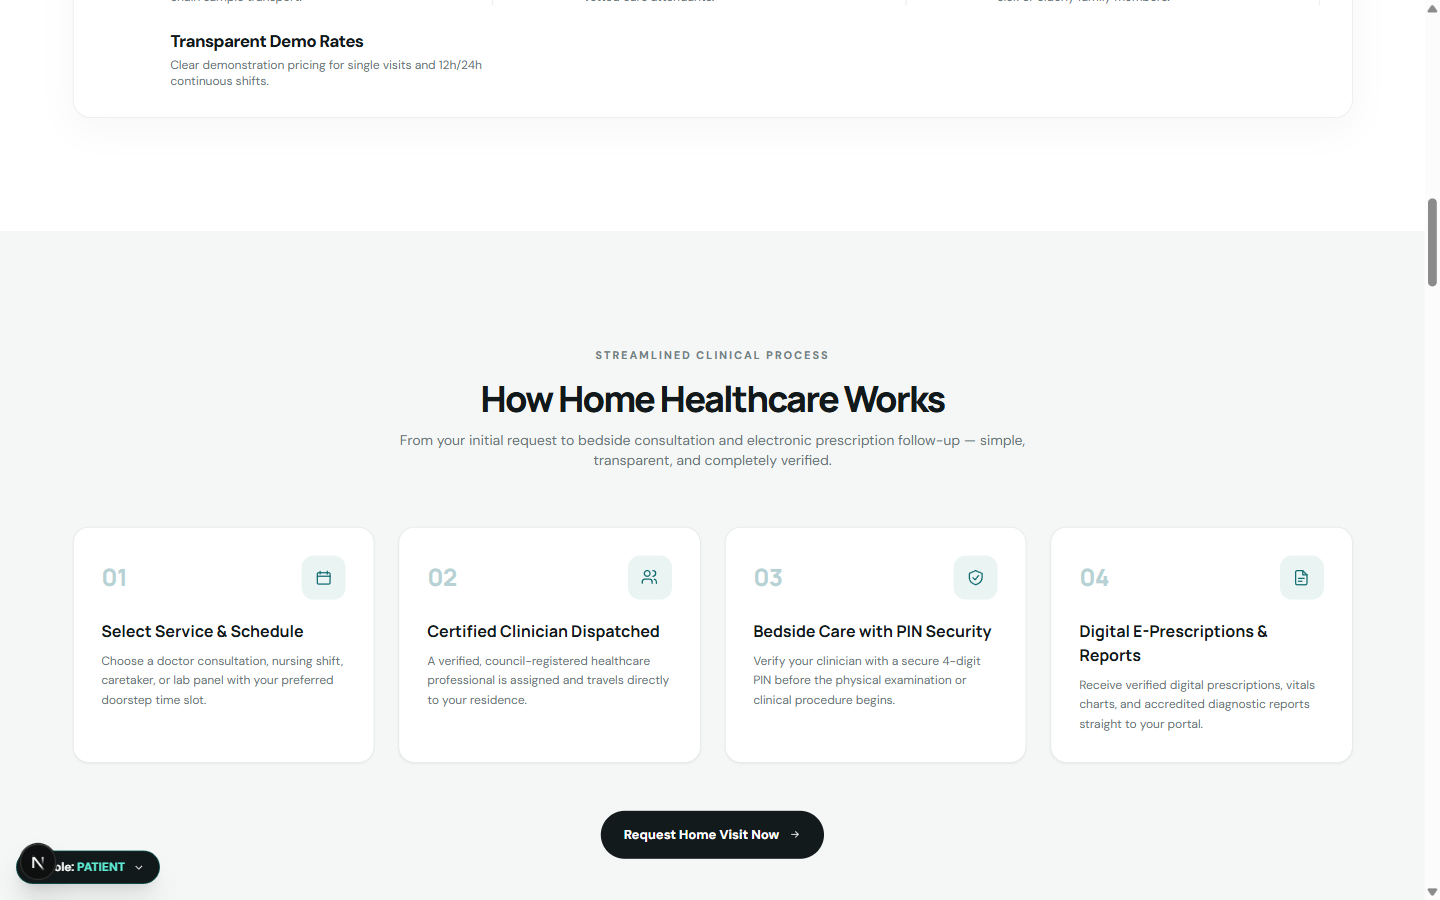 Transparent Demo Rates
Clear demonstration pricing for single visits and 12h/24h
continuous shifts.
STREAMLINED CLINICAL PROCESS
How Home Healthcare Works
From your initial request to bedside consultation and electronic prescription follow-up — simple,
transparent, and completely verified.
01
Select Service & Schedule
Choose a doctor consultation, nursing shift,
caretaker, or lab panel with your preferred
doorstep time slot.
02
Certified Clinician Dispatched
A verified, council-registered healthcare
professional is assigned and travels directly
to your residence.
03
Bedside Care with PIN Security
Verify your clinician with a secure 4-digit
PIN before the physical examination or
clinical procedure begins.
04
Digital E-Prescriptions &
Reports
Receive verified digital prescriptions, vitals
charts, and accredited diagnostic reports
straight to your portal.
Request Home Visit Now →
N
PATIENT